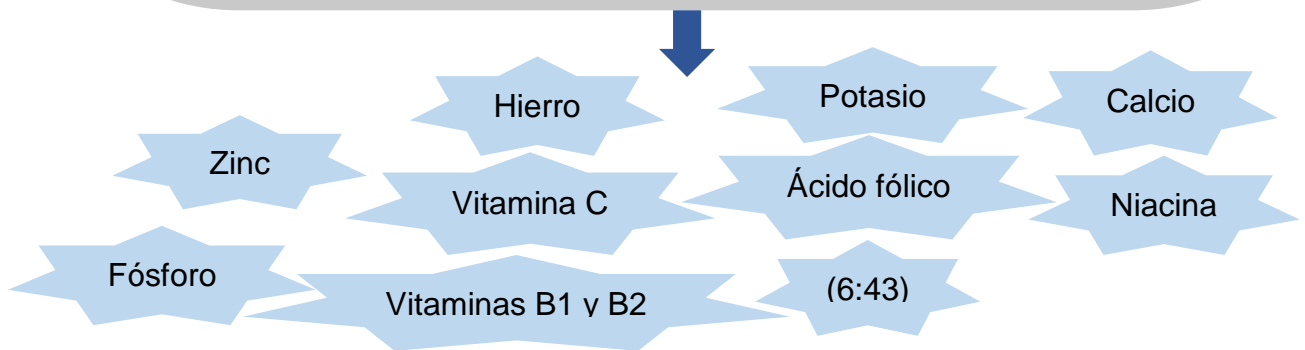 Hierro
Potasio
Calcio
Zinc
Vitamina C
Ácido fólico
Niacina
Fósforo
Vitaminas B1 y B2
(6:43)